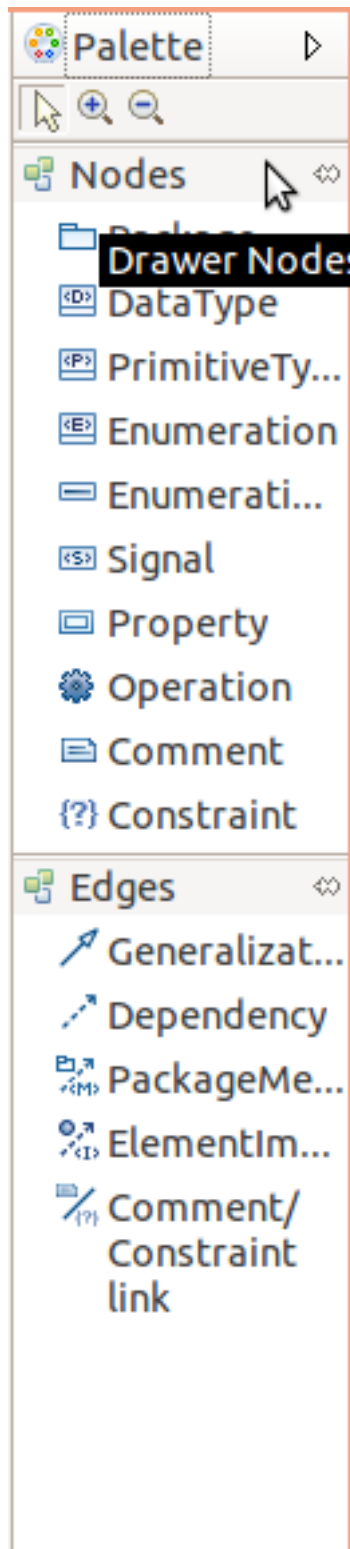 Palette
Nodes
Drawer Nodes
<D> DataType
<P> PrimitiveTy...
<E> Enumeration
Enumerati...
<S> Signal
Property
Operation
Comment
{?} Constraint
Edges
Generalizat...
Dependency
<M> PackageMe...
<I> ElementIm...
{?} Comment/
Constraint
link